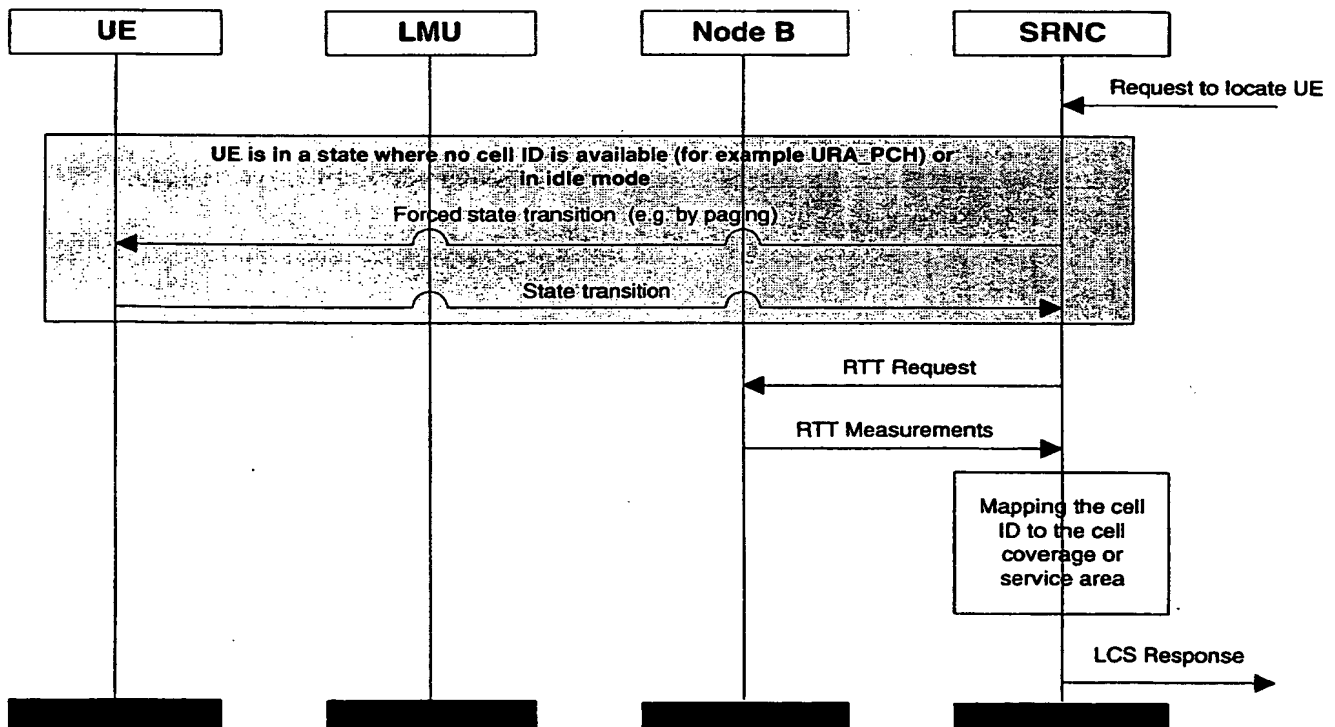 UE
LMU
Node B
SRNC
Request to locate UE
UE is in a state where no cell ID is available (for example URA_PCH) or
in idle mode
Forced state transition (e.g. by paging)
State transition
RTT Request
RTT Measurements
Mapping the cell
ID to the cell
coverage or
service area
LCS Response